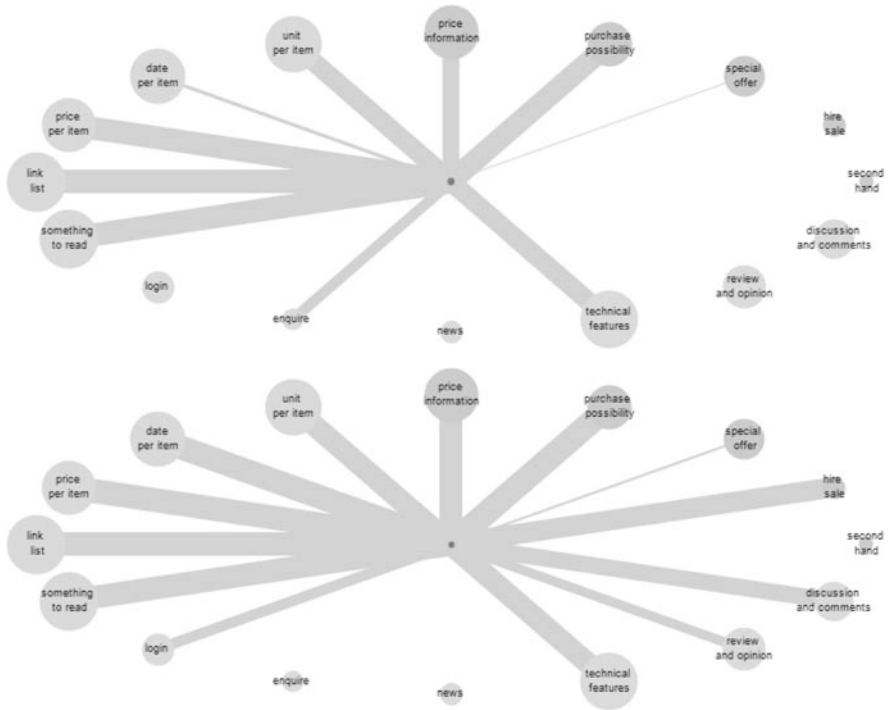 price
information
unit
per item
purchase
possibility
date
per item
special
offer
price
per item
hire
sale
link
list
second
hand
something
to read
discussion
and comments
login
review
and opinion
enquire
technical
features
news
price
information
unit
per item
purchase
possibility
date
per item
special
offer
price
per item
hire
sale
link
list
second
hand
something
to read
discussion
and comments
login
review
and opinion
enquire
technical
features
news